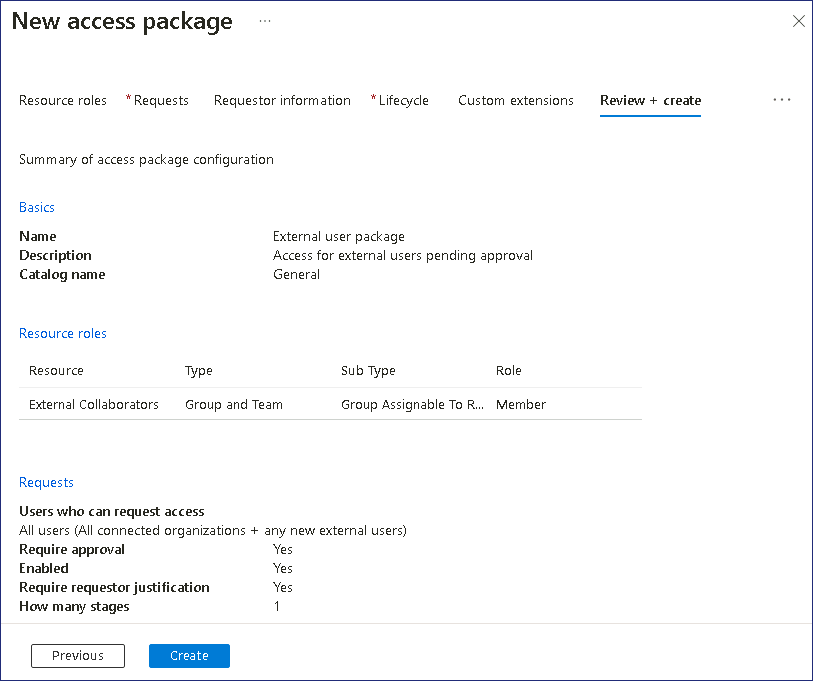 New access package ...
Resource roles * Requests Requestor information * Lifecycle Custom extensions Review + create ...
Summary of access package configuration
Basics
Name External user package
Description Access for external users pending approval
Catalog name General
Resource roles
Resource Type Sub Type Role
External Collaborators Group and Team Group Assignable To R... Member
Requests
Users who can request access
All users (All connected organizations + any new external users)
Require approval Yes
Enabled Yes
Require requestor justification Yes
How many stages 1
Previous Create